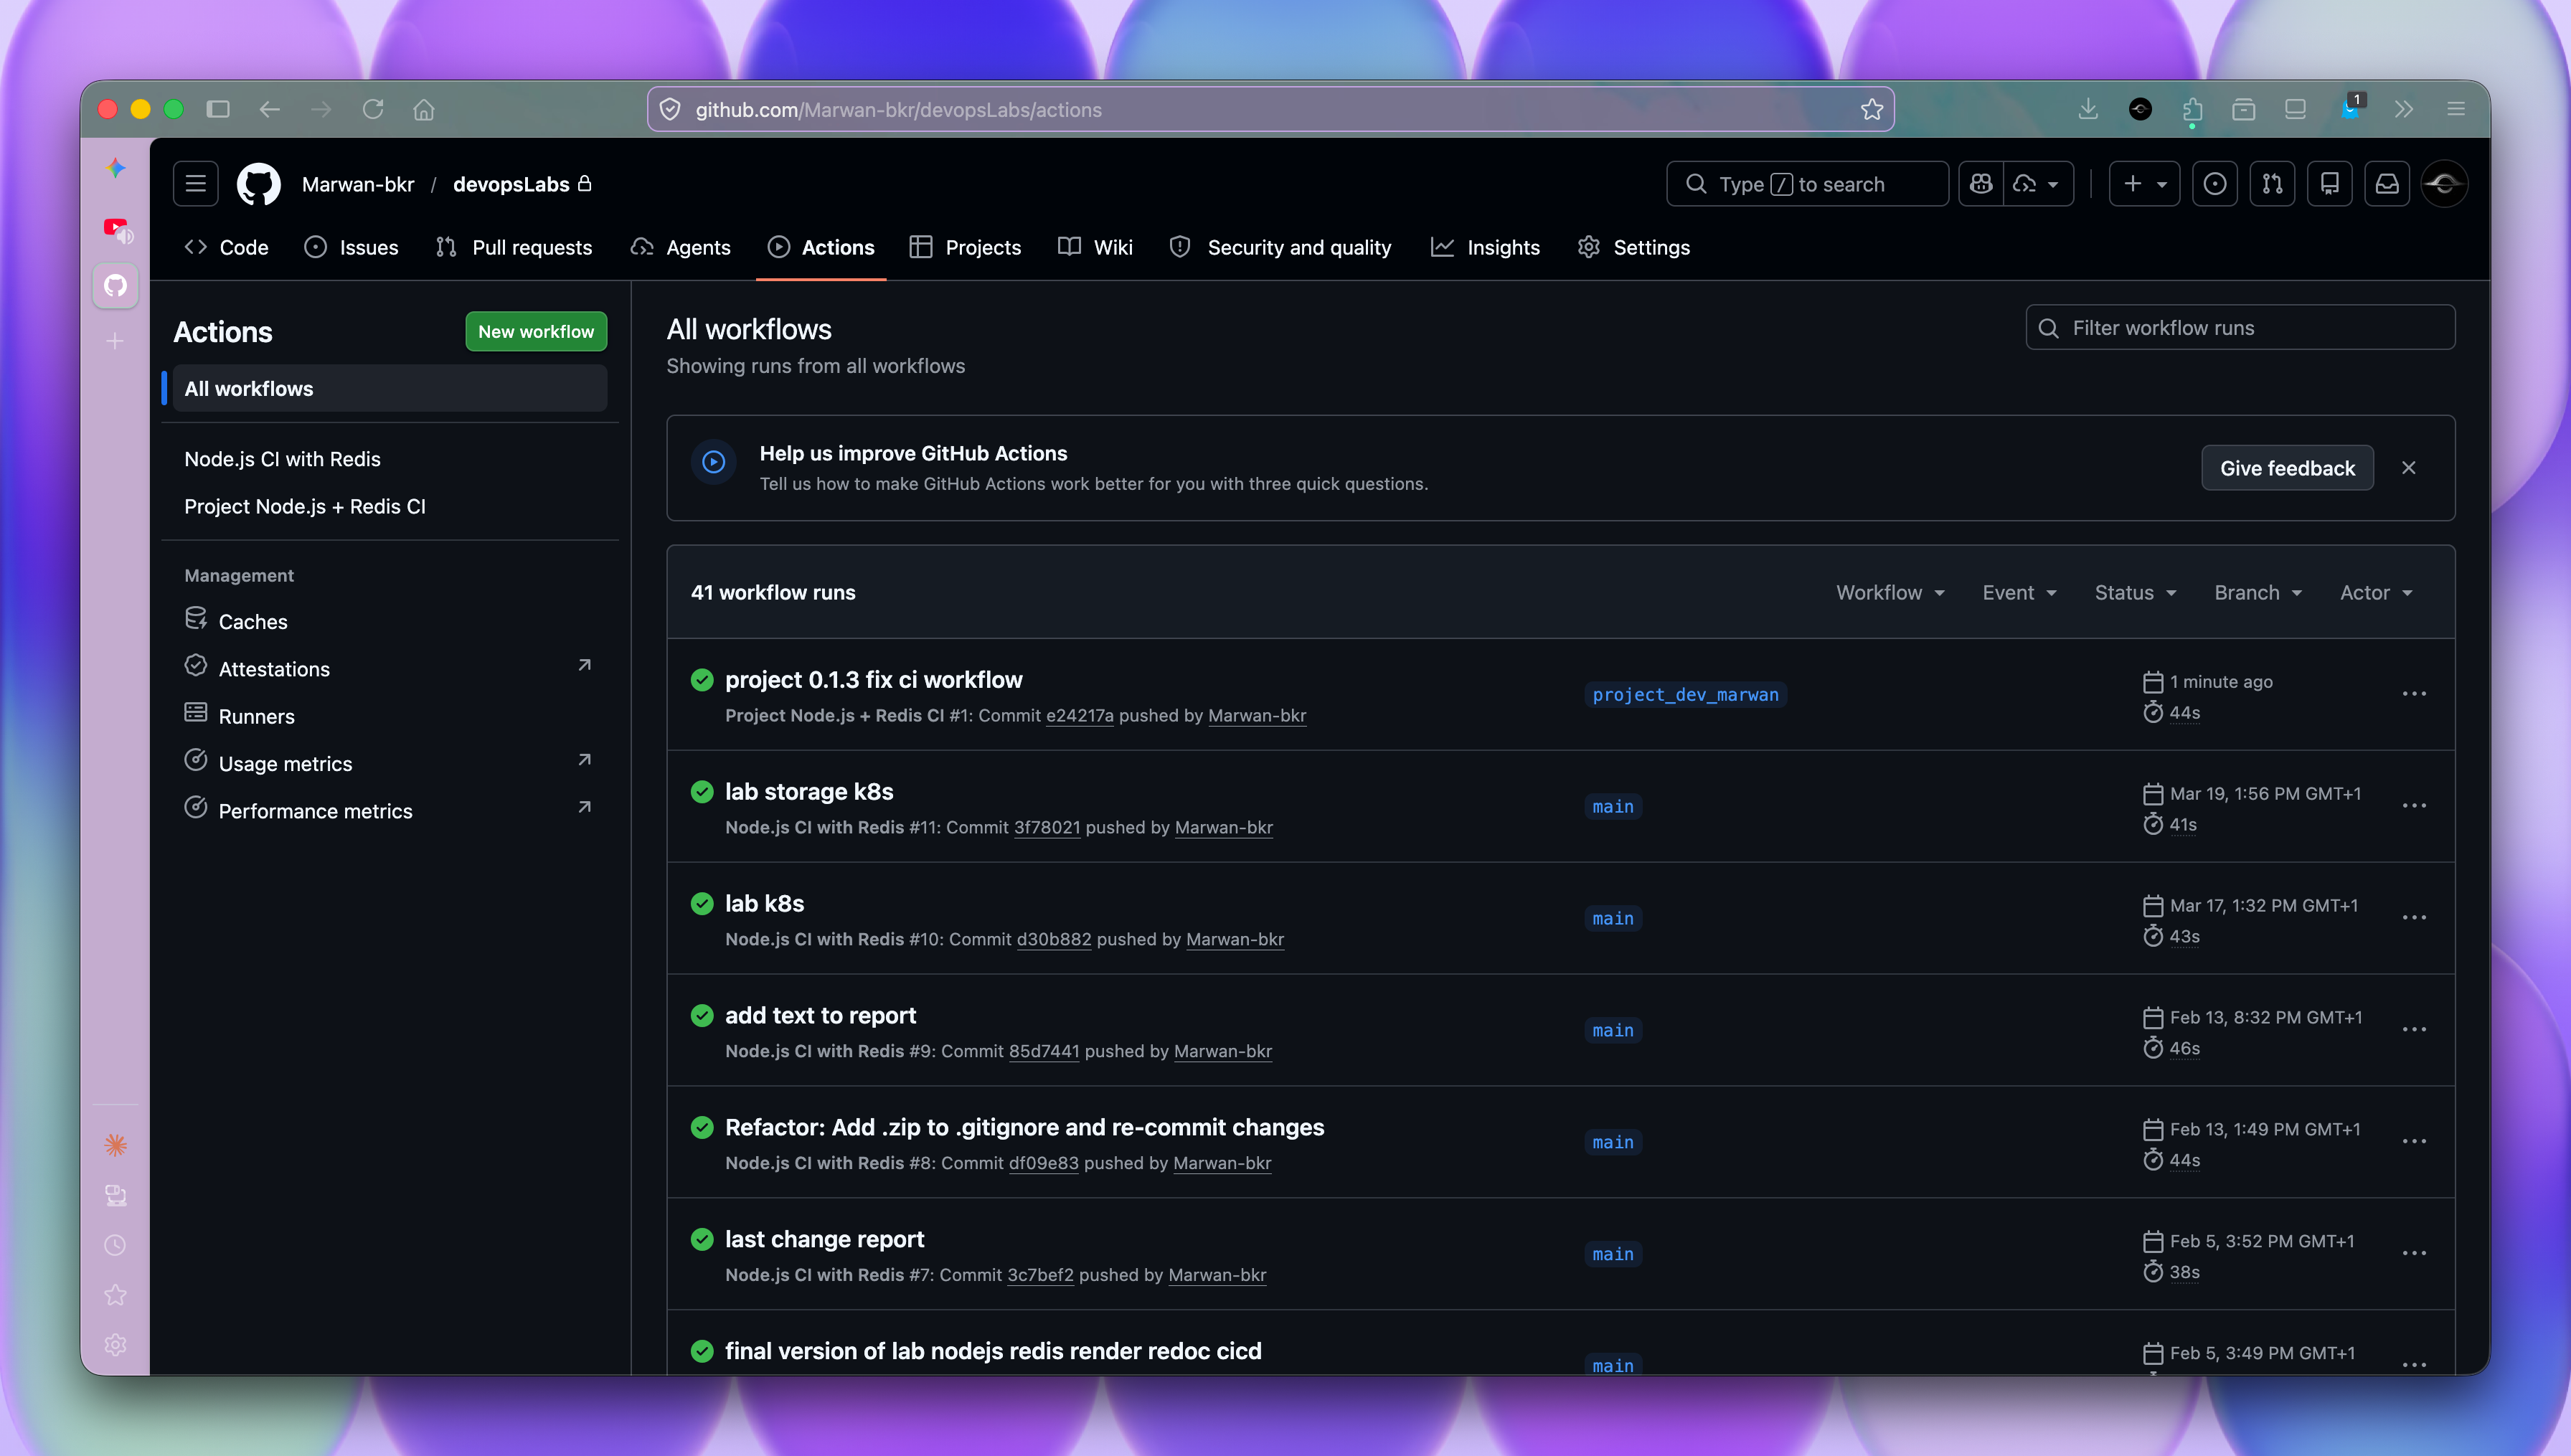 github.com/Marwan-bkr/devopsLabs/actions
1
Marwan-bkr / devopsLabs
Type / to search
Code Issues Pull requests Agents Actions Projects Wiki Security and quality Insights Settings
Actions
New workflow
All workflows
Node.js CI with Redis
Project Node.js + Redis CI
Management
Caches
Attestations
Runners
Usage metrics
Performance metrics
All workflows
Showing runs from all workflows
Filter workflow runs
Help us improve GitHub Actions
Tell us how to make GitHub Actions work better for you with three quick questions.
Give feedback
41 workflow runs
Workflow Event Status Branch Actor
project 0.1.3 fix ci workflow
Project Node.js + Redis CI #1: Commit e24217a pushed by Marwan-bkr
project_dev_marwan
1 minute ago
44s
lab storage k8s
Node.js CI with Redis #11: Commit 3f78021 pushed by Marwan-bkr
main
Mar 19, 1:56 PM GMT+1
41s
lab k8s
Node.js CI with Redis #10: Commit d30b882 pushed by Marwan-bkr
main
Mar 17, 1:32 PM GMT+1
43s
add text to report
Node.js CI with Redis #9: Commit 85d7441 pushed by Marwan-bkr
main
Feb 13, 8:32 PM GMT+1
46s
Refactor: Add .zip to .gitignore and re-commit changes
Node.js CI with Redis #8: Commit df09e83 pushed by Marwan-bkr
main
Feb 13, 1:49 PM GMT+1
44s
last change report
Node.js CI with Redis #7: Commit 3c7bef2 pushed by Marwan-bkr
main
Feb 5, 3:52 PM GMT+1
38s
final version of lab nodejs redis render redoc cicd
main
Feb 5, 3:49 PM GMT+1